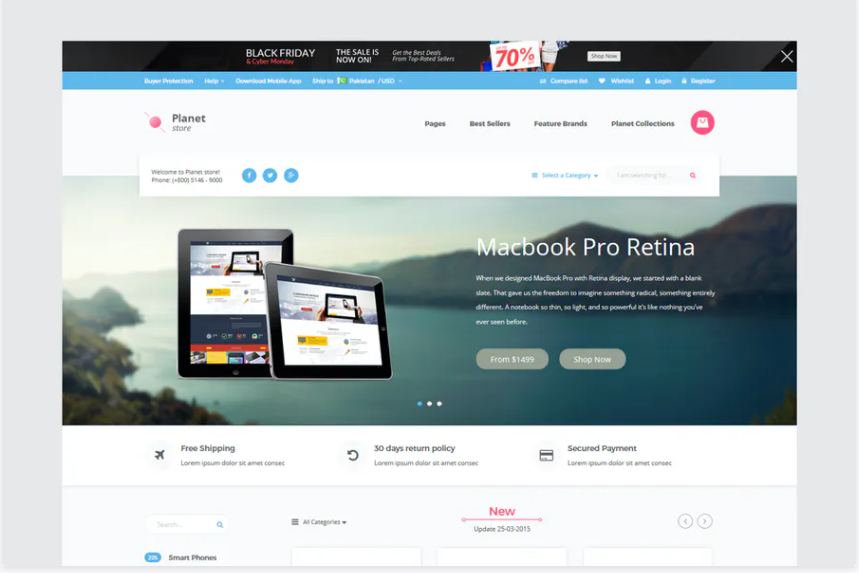 BLACK FRIDAY
& Cyber Monday
THE SALE IS
NOW ON!
Get the Best Deals
From Top-Rated Sellers
70%
Shop Now
Buyer Protection
Help
Download Mobile App
Ship to
Pakistan / USD
Compare list
Wishlist
Login
Register
Planet
store
Pages
Best Sellers
Feature Brands
Planet Collections
Welcome to Planet store!
Phone: (+800) 5146 - 9000
Select a Category
I am searching for...
Macbook Pro Retina
When we designed MacBook Pro with Retina display, we started with a blank
slate. That gave us the freedom to imagine something radical, something entirely
different. A notebook so thin, so light, and so powerful it's like nothing you've
ever seen before.
From $1499
Shop Now
Free Shipping
Lorem ipsum dolor sit amet consec
30 days return policy
Lorem ipsum dolor sit amet consec
Secured Payment
Lorem ipsum dolor sit amet consec
Search...
All Categories
New
Update 25-03-2015
205
Smart Phones